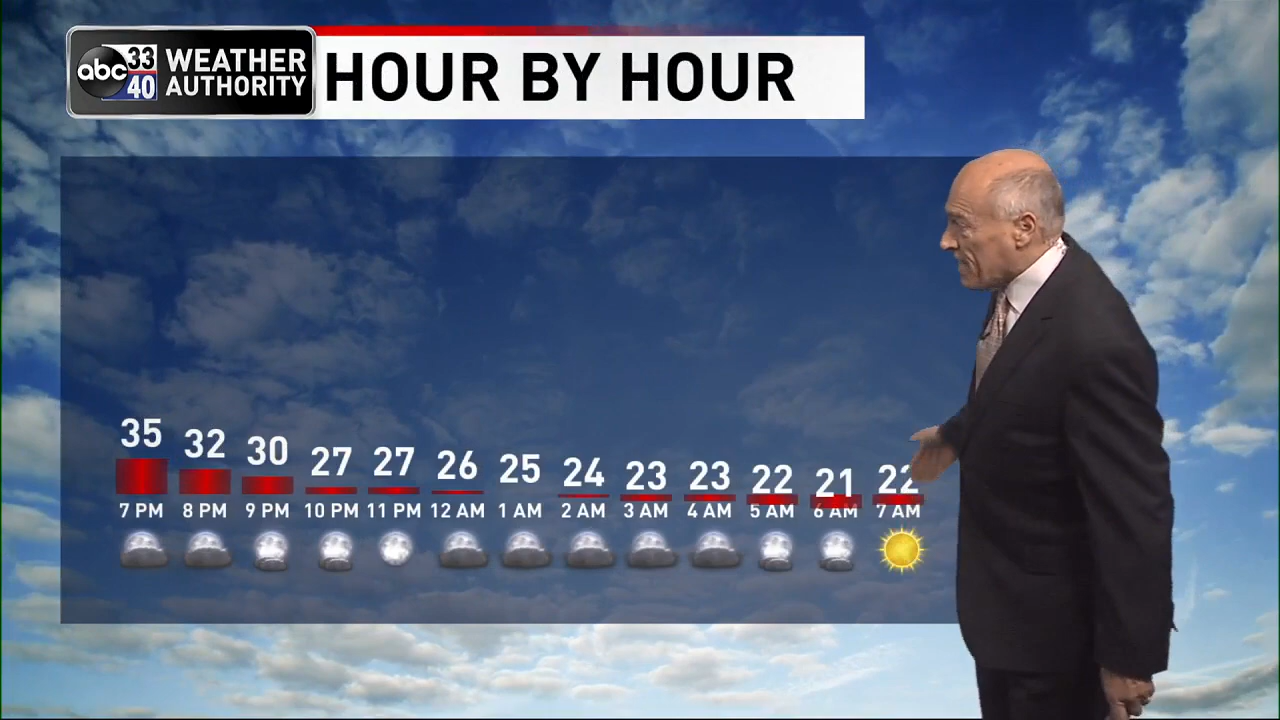 abc 33 40 WEATHER AUTHORITY
HOUR BY HOUR
35 32 30 27 27 26 25 24 23 23 22 21 22
7 PM 8 PM 9 PM 10 PM 11 PM 12 AM 1 AM 2 AM 3 AM 4 AM 5 AM 6 AM 7 AM